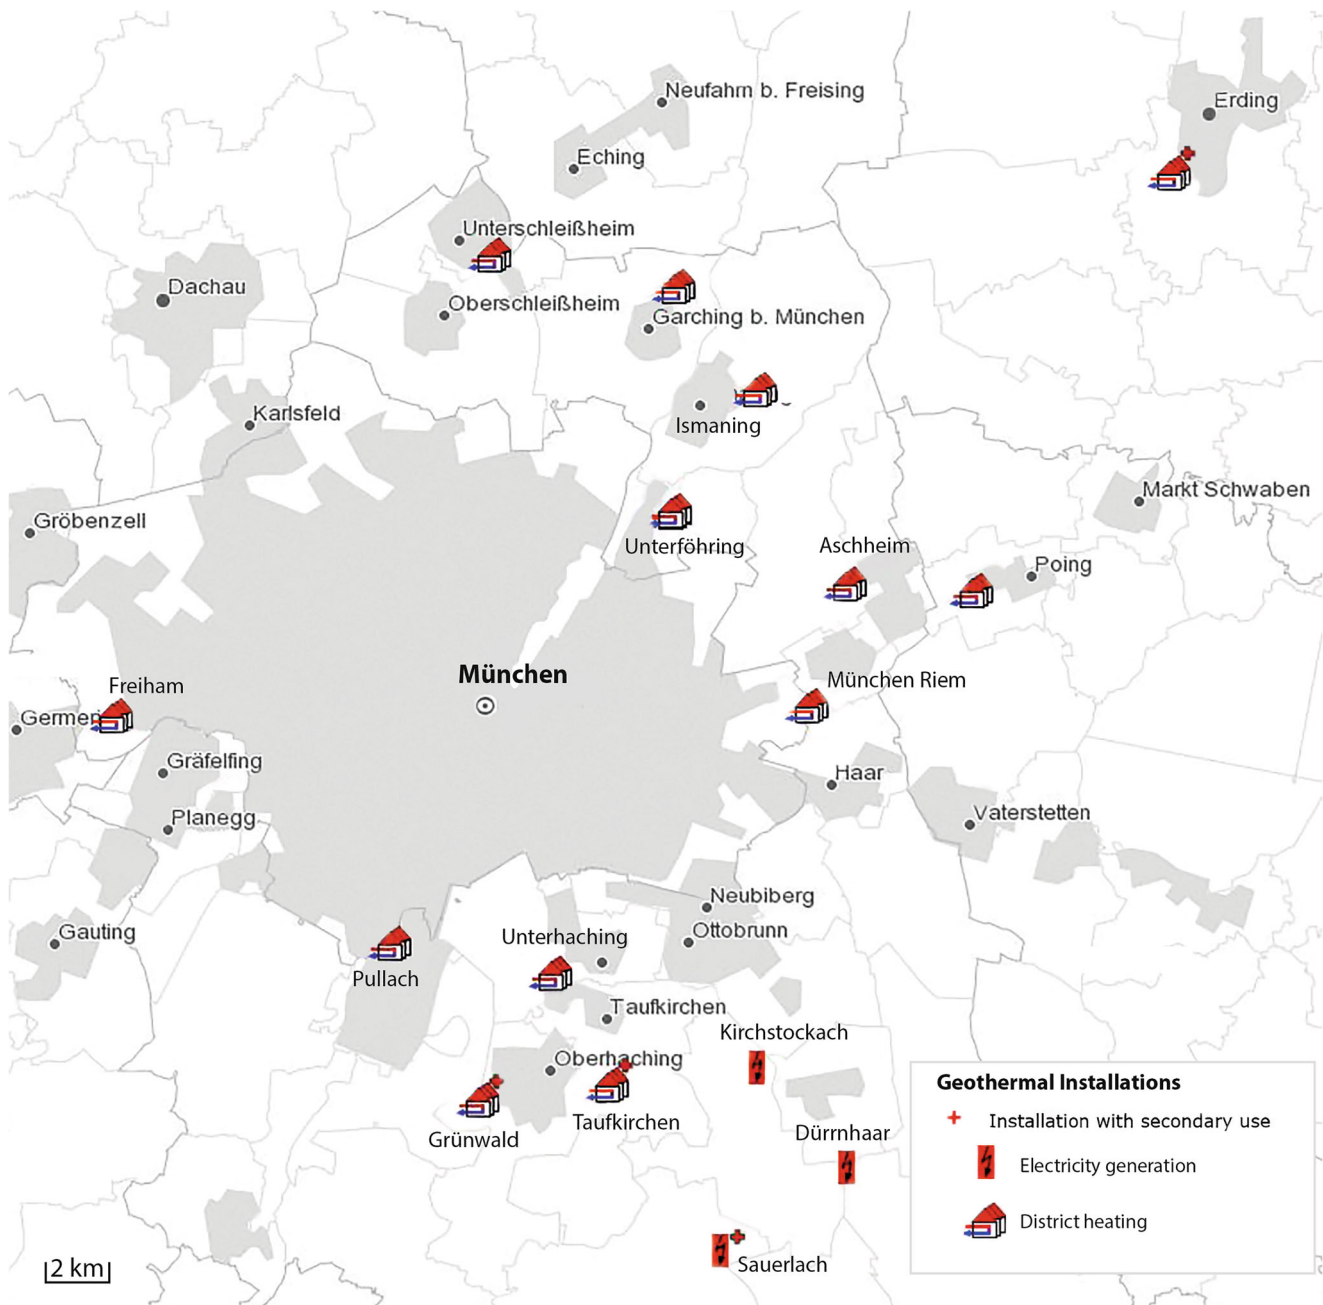 Neufahrn b. Freising
Erding
Eching
Unterschleißheim
Dachau
Oberschleißheim
Garching b. München
Karlsfeld
Ismaning
Markt Schwaben
Gröbenzell
Unterföhring
Aschheim
Poing
München
Freiham
München Riem
Germeri
Gräfelfing
Haar
Planegg
Vaterstetten
Neubiberg
Gauting
Unterhaching
Ottobrunn
Pullach
Taufkirchen
Kirchstockach
Oberhaching
Geothermal Installations
Installation with secondary use
Grünwald
Taufkirchen
Dürrnhaar
Electricity generation
District heating
2 km
Sauerlach